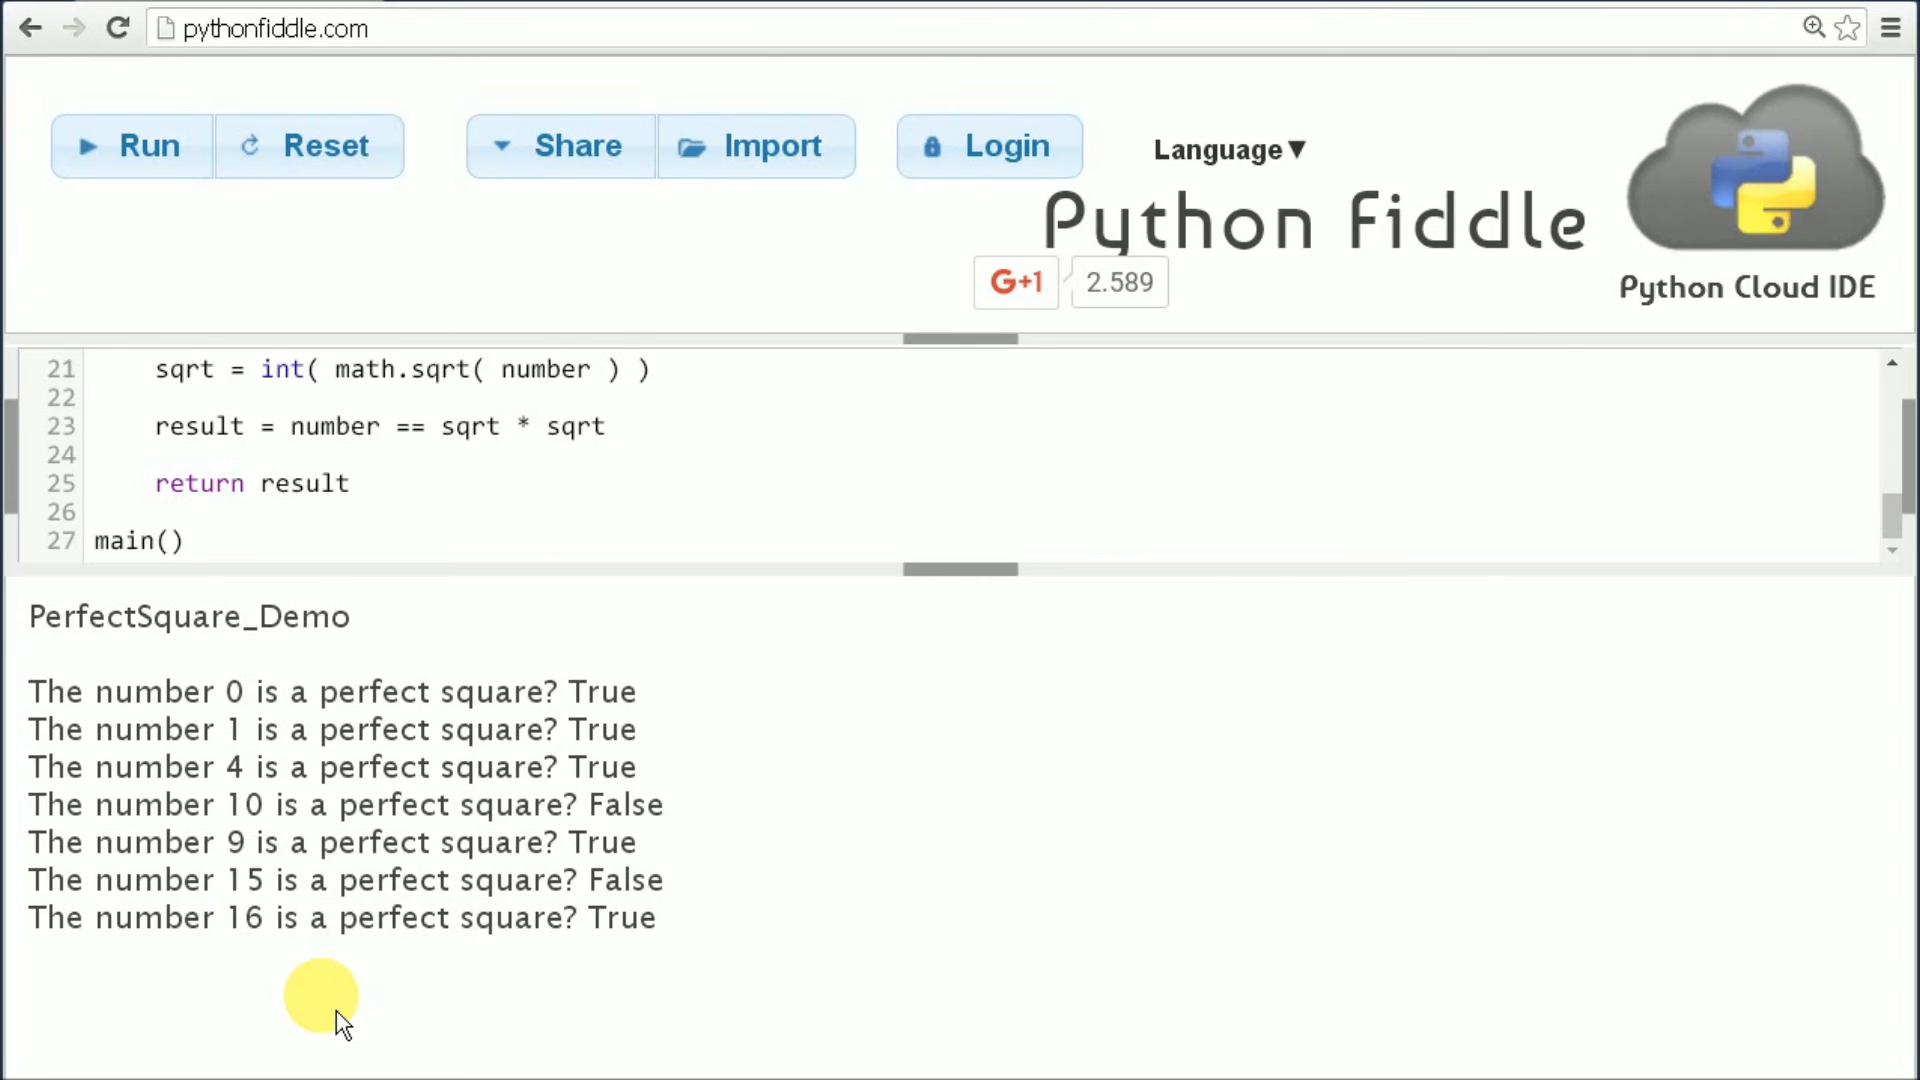 pythonfiddle.com
Run Reset Share Import Login Language▼
Python Fiddle
G+1 2.589
Python Cloud IDE
21 sqrt = int( math.sqrt( number ) )
22
23 result = number == sqrt * sqrt
24
25 return result
26
27 main()
PerfectSquare_Demo
The number 0 is a perfect square? True
The number 1 is a perfect square? True
The number 4 is a perfect square? True
The number 10 is a perfect square? False
The number 9 is a perfect square? True
The number 15 is a perfect square? False
The number 16 is a perfect square? True